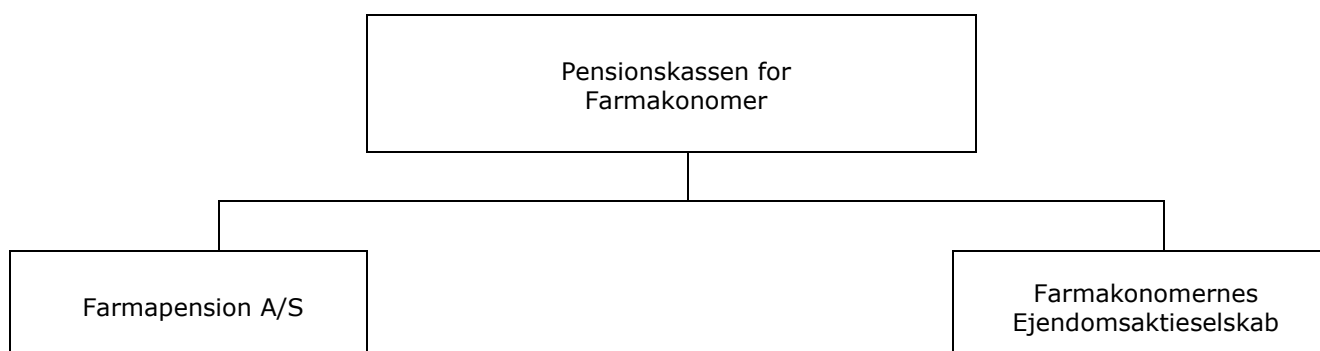 Pensionskassen for
Farmakonomer
Farmapension A/S
Farmakonomernes
Ejendomsaktieselskab